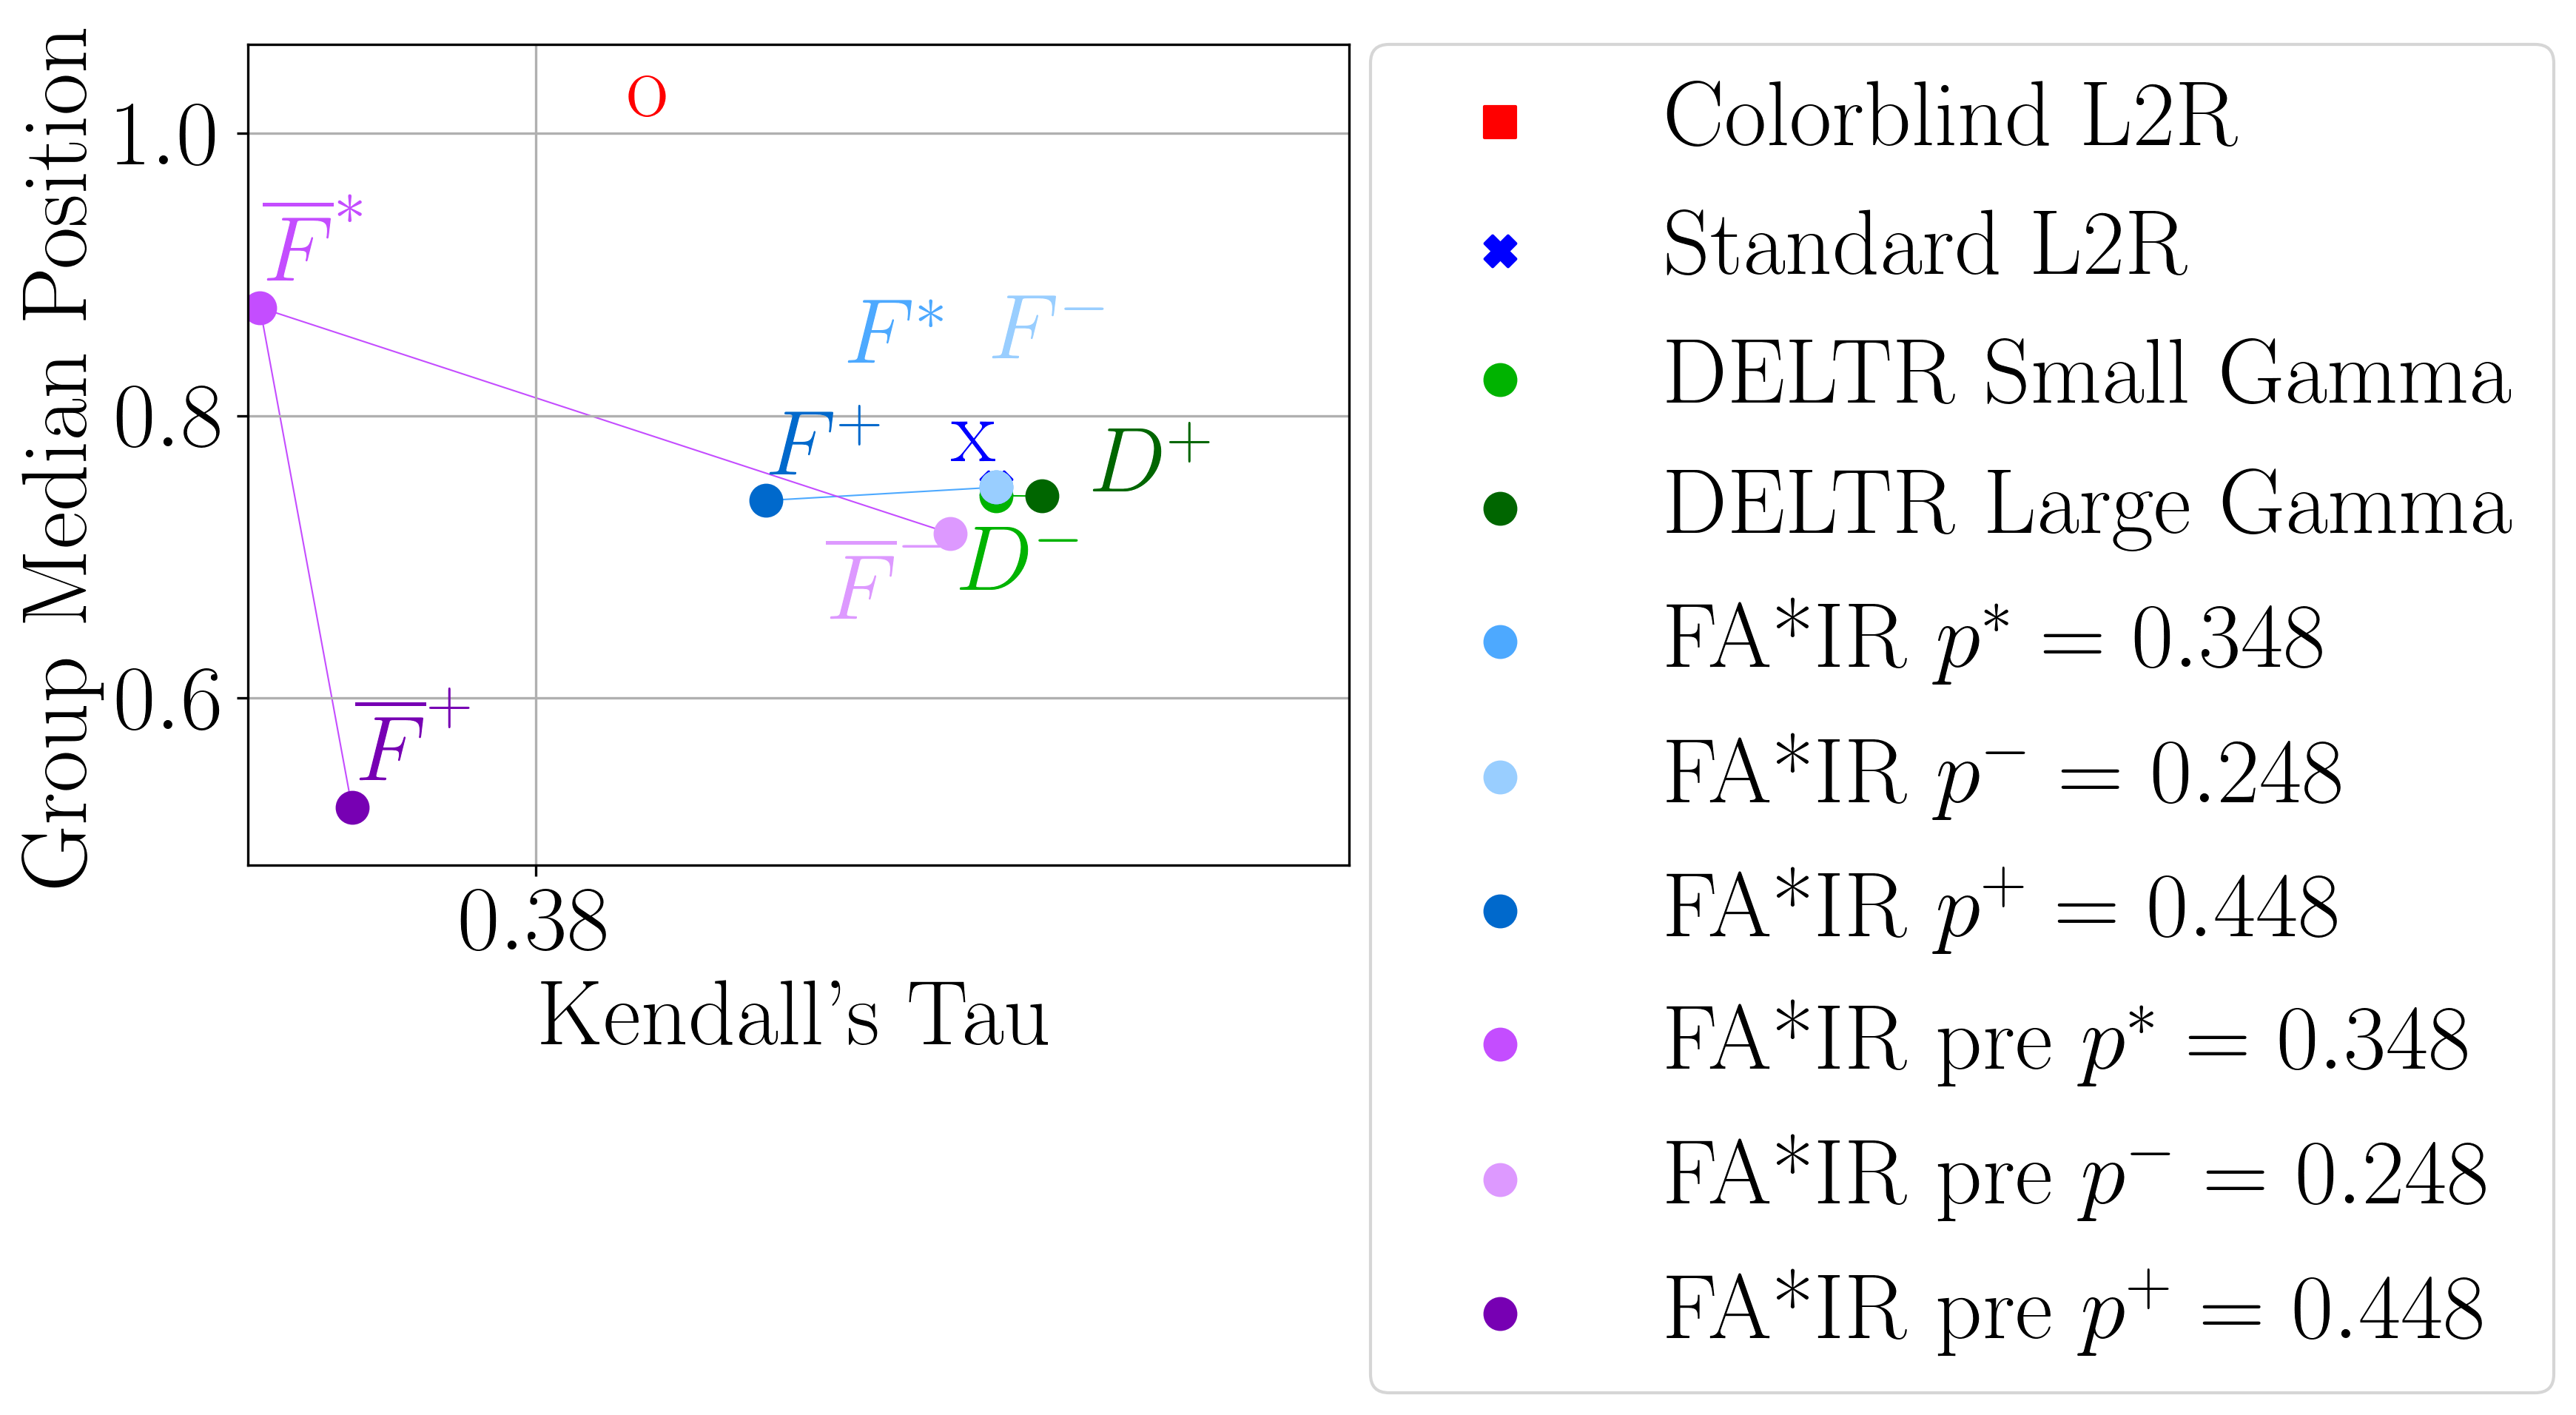 Group Median Position
1.0
0.8
0.6
0.38
Kendall's Tau
O
F̅*
F*
F⁻
F⁺
X
D⁺
F̅⁻
D⁻
F̅⁺
Colorblind L2R
Standard L2R
DELTR Small Gamma
DELTR Large Gamma
FA*IR p* = 0.348
FA*IR p⁻ = 0.248
FA*IR p⁺ = 0.448
FA*IR pre p* = 0.348
FA*IR pre p⁻ = 0.248
FA*IR pre p⁺ = 0.448